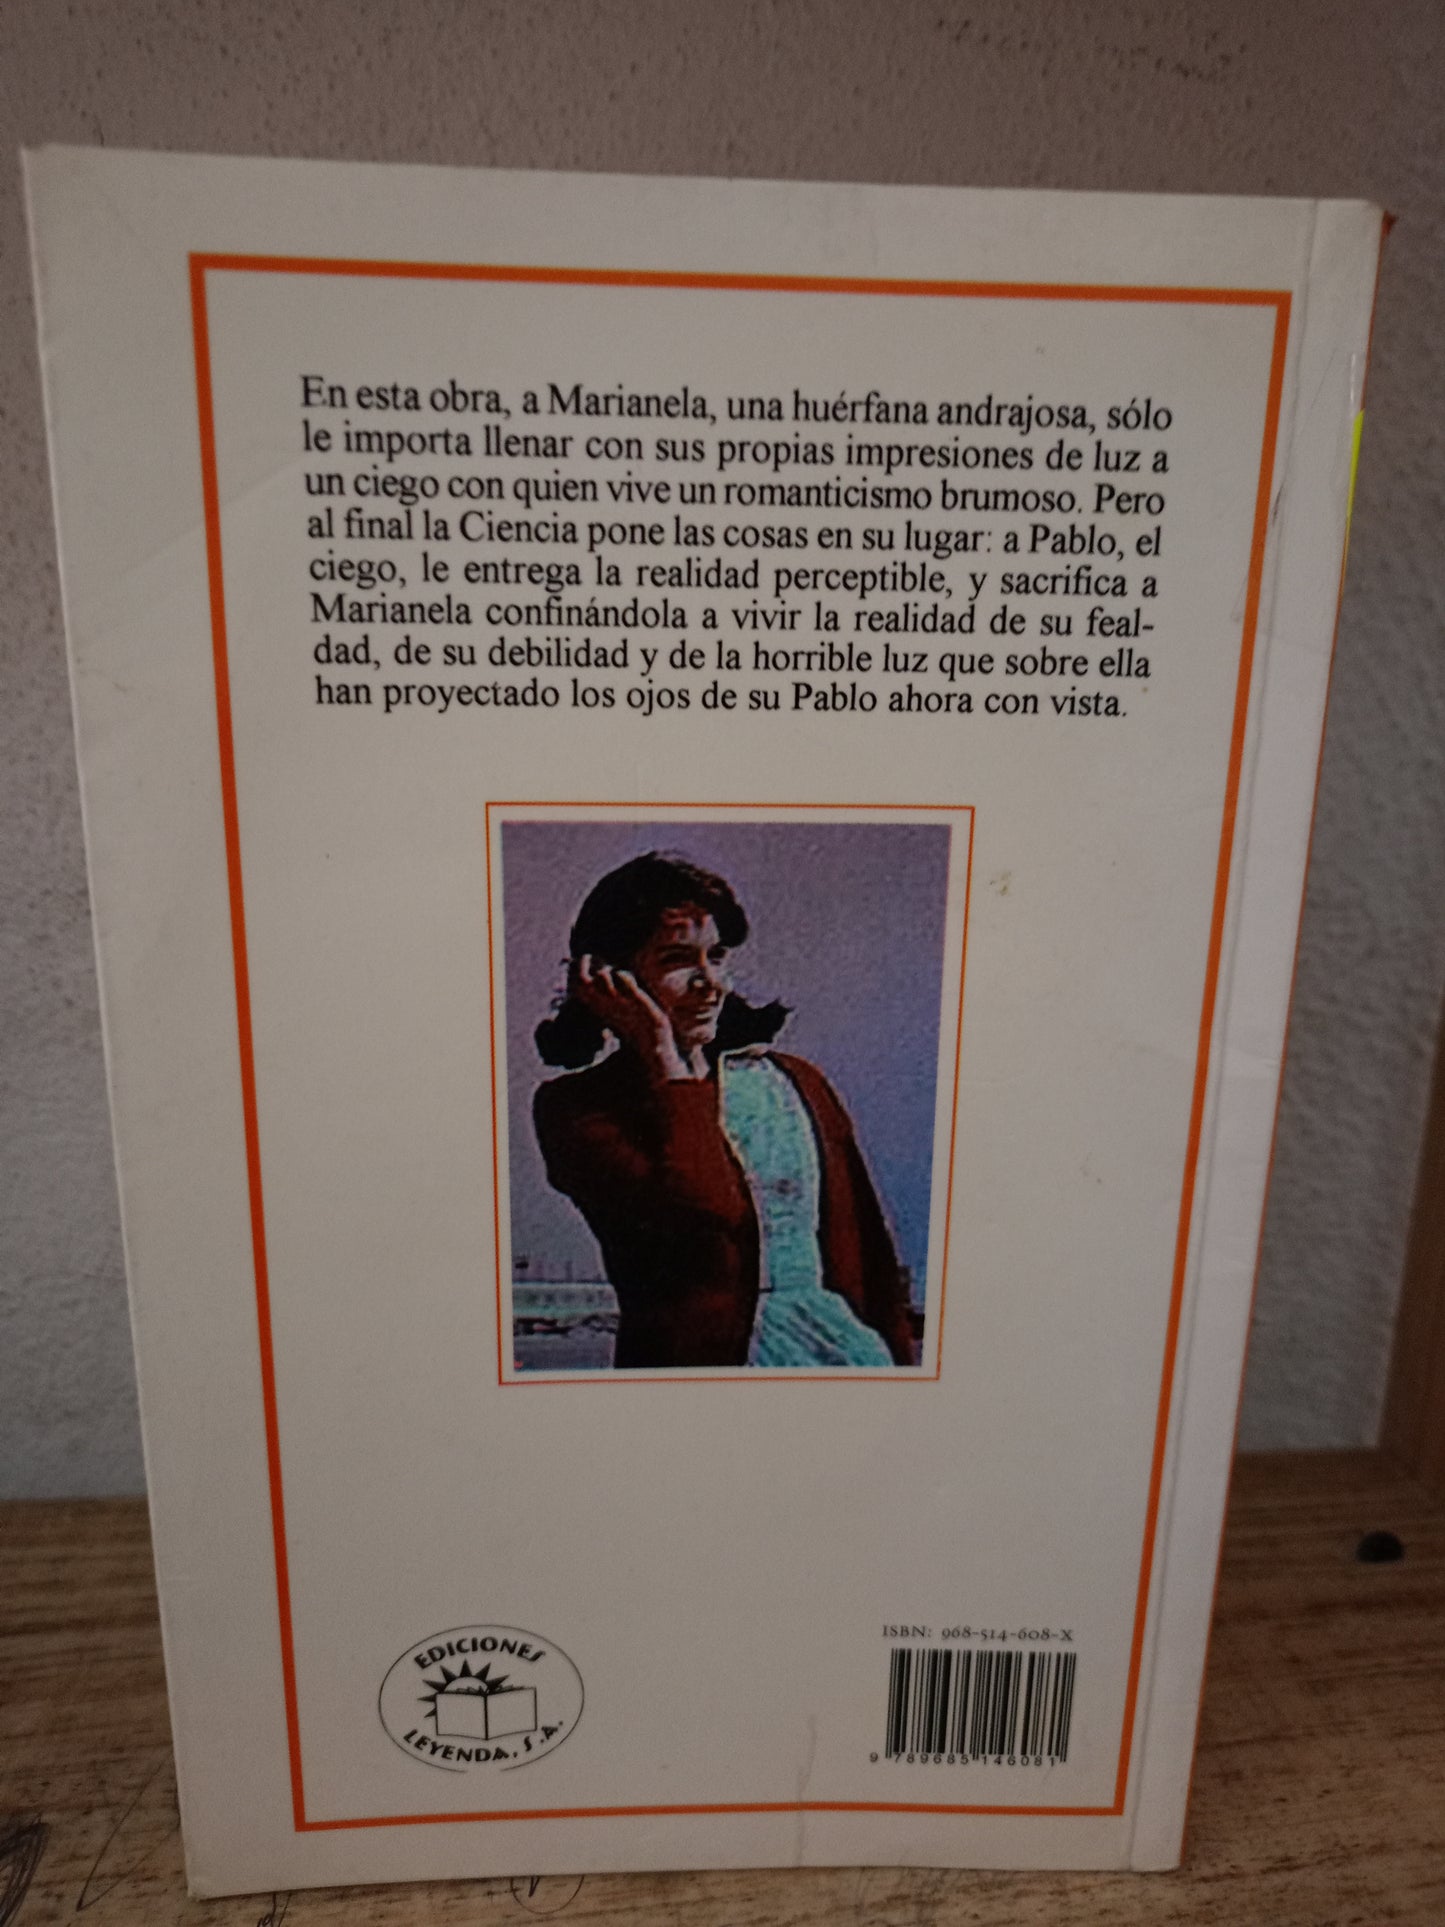 En esta obra, a Marianela, una huérfana andrajosa, sólo
le importa llenar con sus propias impresiones de luz a
un ciego con quien vive un romanticismo brumoso. Pero
al final la Ciencia pone las cosas en su lugar: a Pablo, el
ciego, le entrega la realidad perceptible, y sacrifica a
Marianela confinándola a vivir la realidad de su feal-
dad, de su debilidad y de la horrible luz que sobre ella
han proyectado los ojos de su Pablo ahora con vista.
EDICIONES
LEYENDA, S.A.
ISBN: 968-514-608-X
9 789685 146081